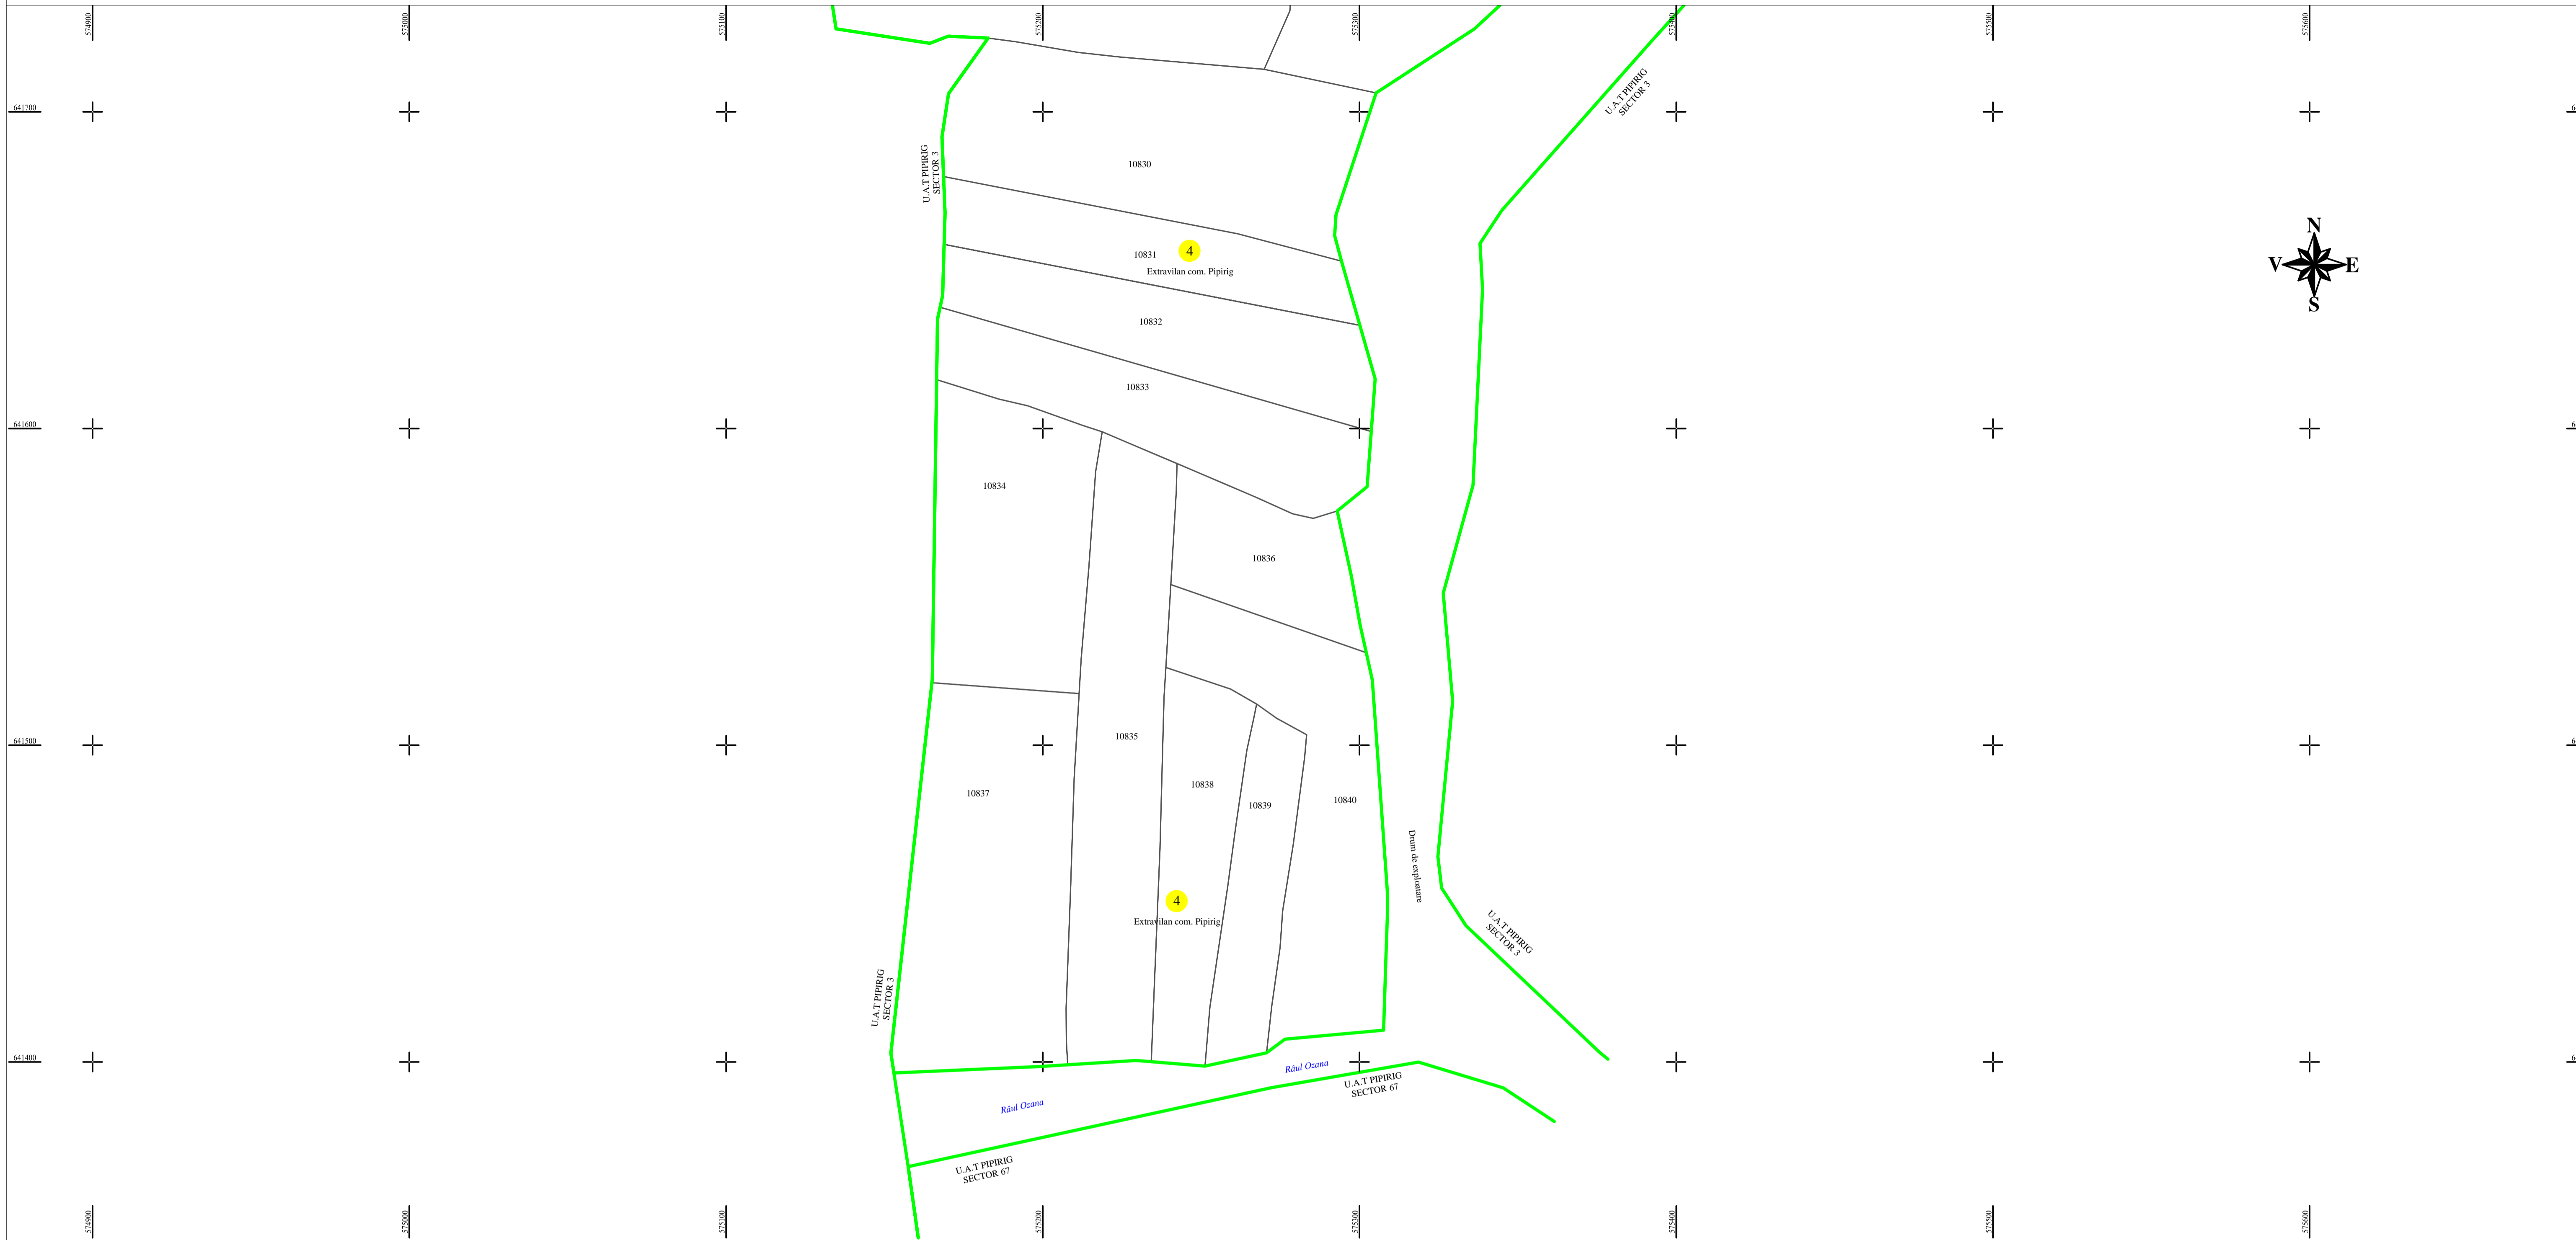 574900
575000
575100
575200
575300
575400
575500
575600
641700
U.A.T PIPIRIG
SECTOR 3
U.A.T PIPIRIG
SECTOR 3
10830
N
V
E
S
10831
4
Extravilan com. Pipirig
10832
10833
641600
10834
10836
641500
10835
10837
10838
10839
10840
Drum de exploatare
4
Extravilan com. Pipirig
U.A.T PIPIRIG
SECTOR 3
U.A.T PIPIRIG
SECTOR 3
641400
Râul Ozana
U.A.T PIPIRIG
SECTOR 67
Râul Ozana
U.A.T PIPIRIG
SECTOR 67
574900
575000
575100
575200
575300
575400
575500
575600